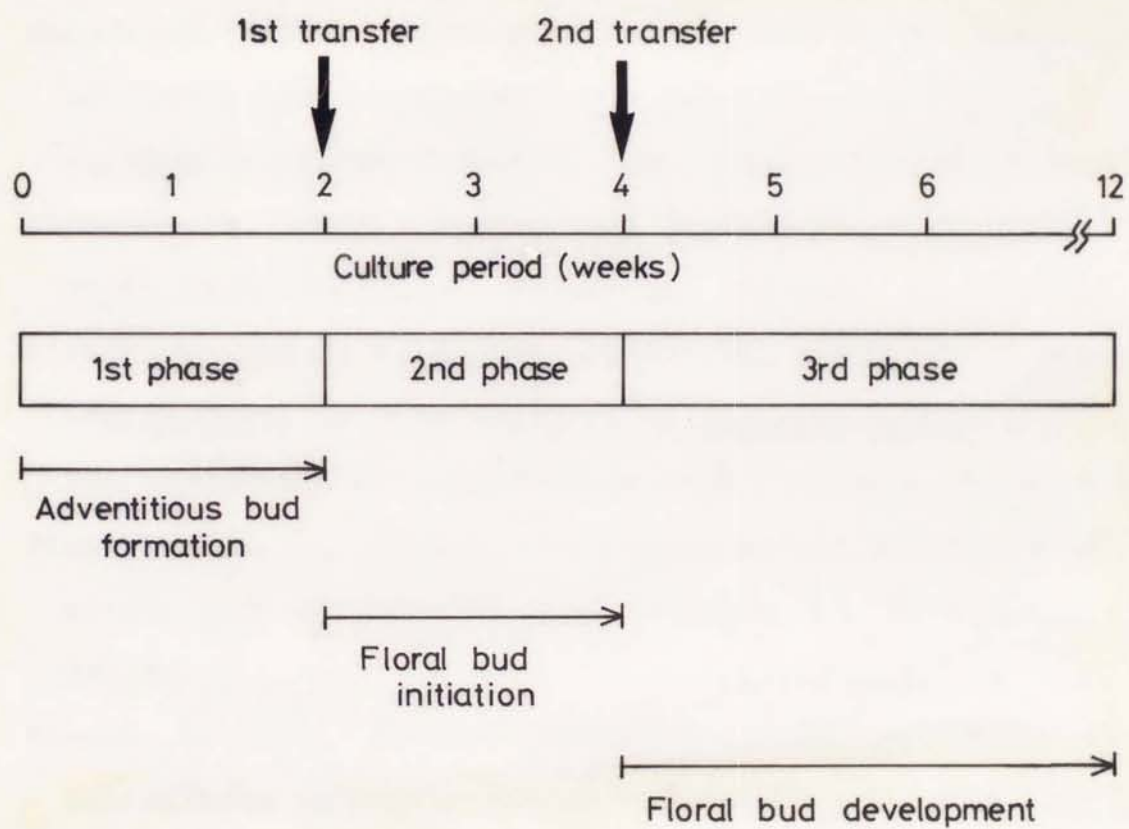 1st transfer 2nd transfer
0 1 2 3 4 5 6 12
Culture period (weeks)
1st phase 2nd phase 3rd phase
Adventitious bud
formation
Floral bud
initiation
Floral bud development